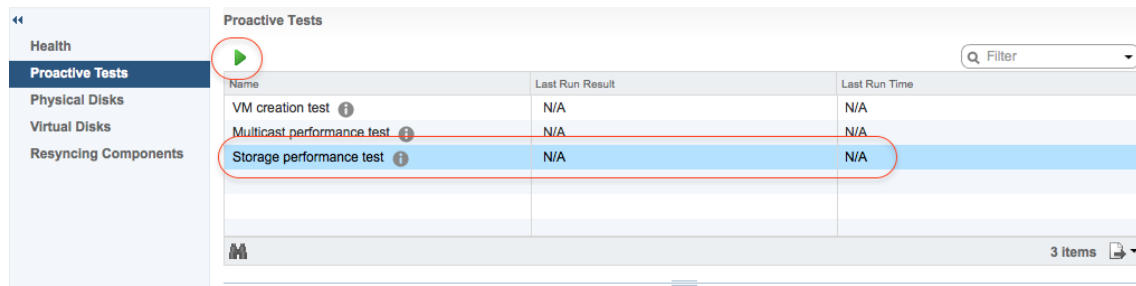 Proactive Tests
Health
Proactive Tests
Physical Disks
Virtual Disks
Resyncing Components
Filter
Name Last Run Result Last Run Time
VM creation test N/A N/A
Multicast performance test N/A N/A
Storage performance test N/A N/A
3 items